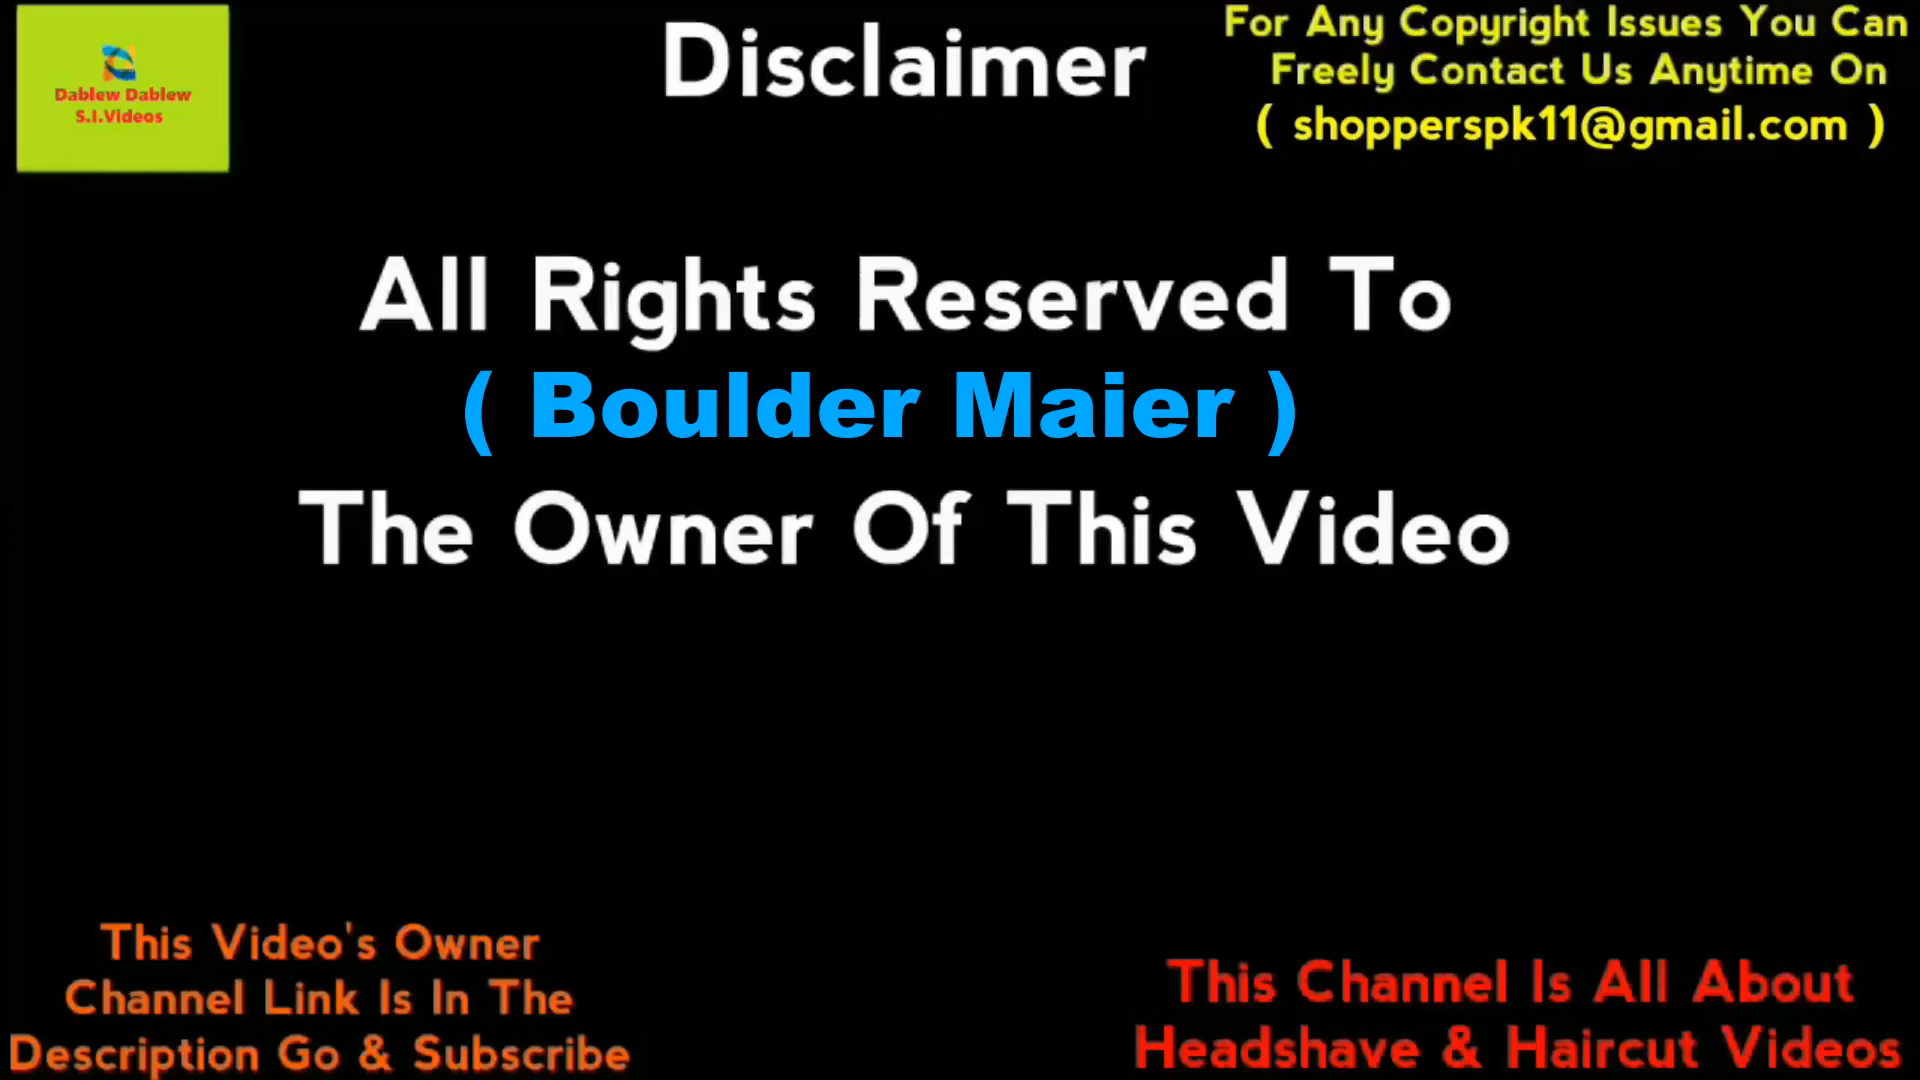 Dablew Dablew
S.I.Videos
Disclaimer
For Any Copyright Issues You Can
Freely Contact Us Anytime On
( shopperspk11@gmail.com )
All Rights Reserved To
( Boulder Maier )
The Owner Of This Video
This Video's Owner
Channel Link Is In The
Description Go & Subscribe
This Channel Is All About
Headshave & Haircut Videos